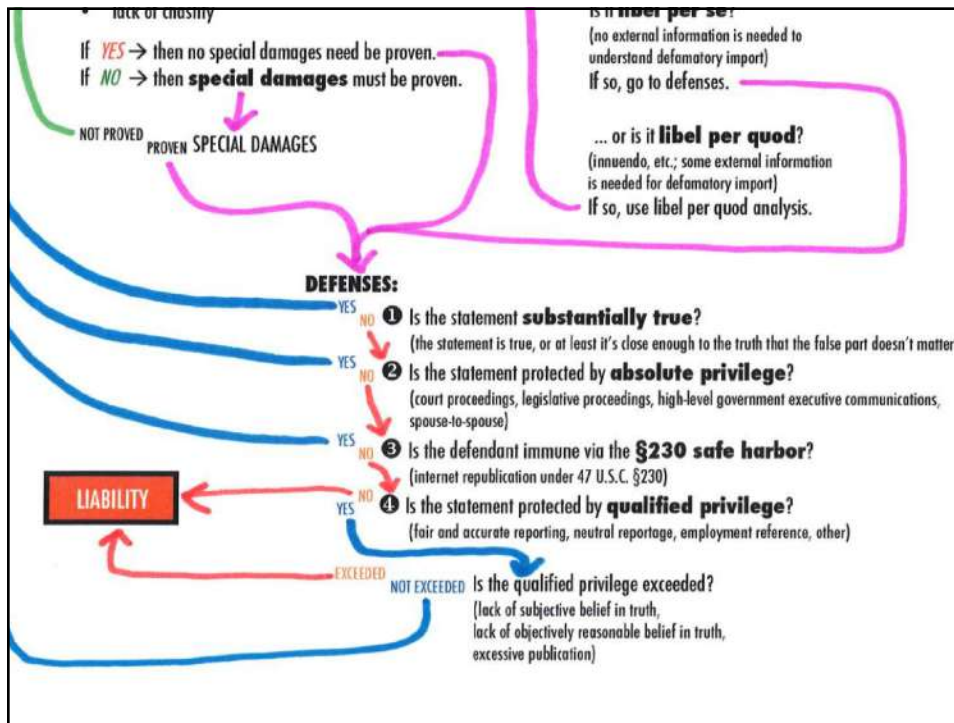 • lack of chastity
If YES → then no special damages need be proven.
If NO → then special damages must be proven.
NOT PROVED
PROVEN SPECIAL DAMAGES
Is it libel per se?
(no external information is needed to
understand defamatory import)
If so, go to defenses.
... or is it libel per quod?
(innuendo, etc.; some external information
is needed for defamatory import)
If so, use libel per quod analysis.
DEFENSES:
YES
NO ❶ Is the statement substantially true?
(the statement is true, or at least it's close enough to the truth that the false part doesn't matter
YES
NO ❷ Is the statement protected by absolute privilege?
(court proceedings, legislative proceedings, high-level government executive communications,
spouse-to-spouse)
YES
NO ❸ Is the defendant immune via the §230 safe harbor?
(internet republication under 47 U.S.C. §230)
LIABILITY
NO
YES ❹ Is the statement protected by qualified privilege?
(fair and accurate reporting, neutral reportage, employment reference, other)
EXCEEDED
NOT EXCEEDED Is the qualified privilege exceeded?
(lack of subjective belief in truth,
lack of objectively reasonable belief in truth,
excessive publication)